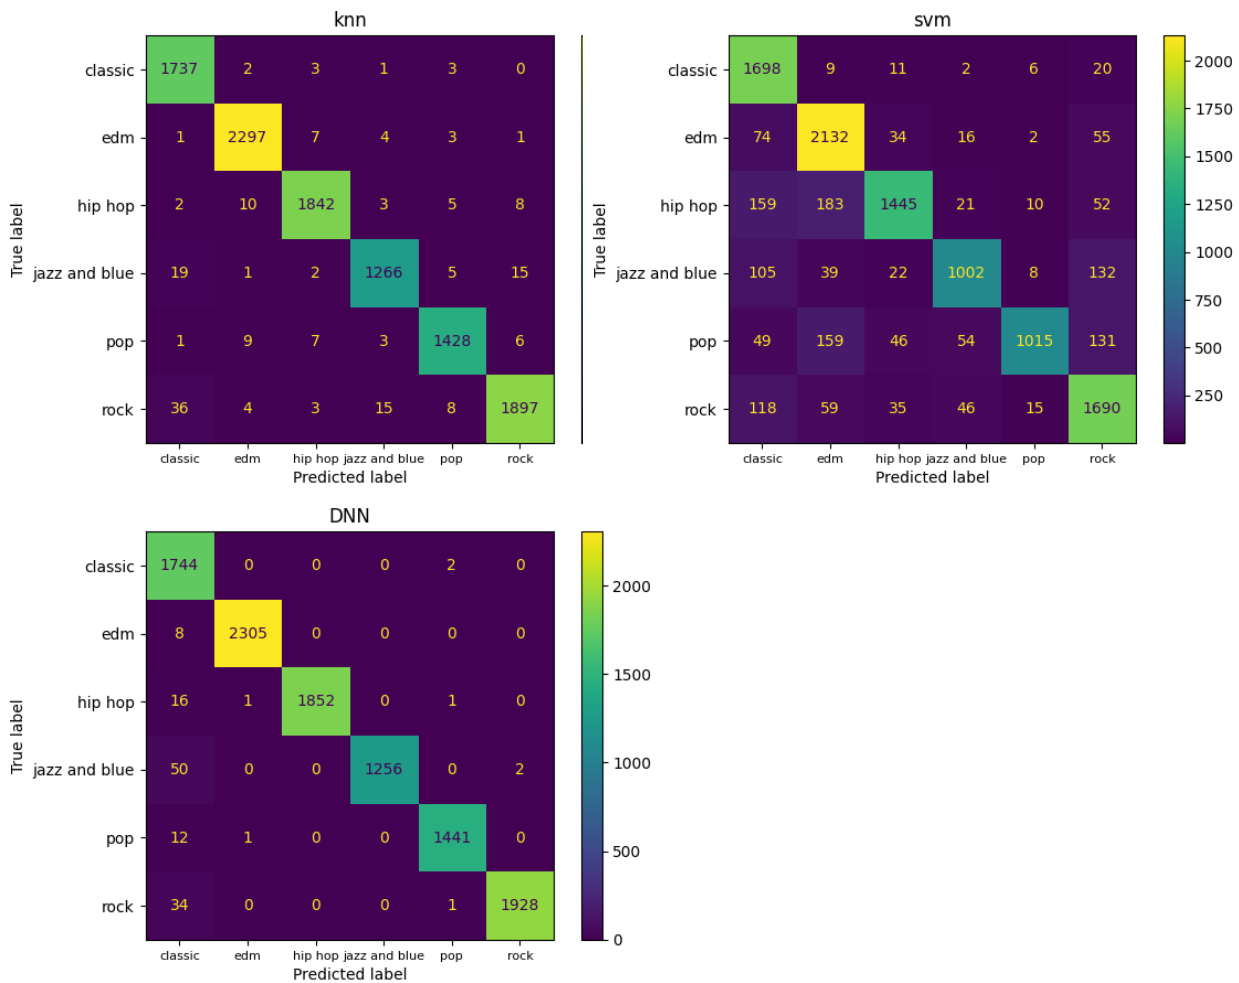 knn
classic 1737 2 3 1 3 0
edm 1 2297 7 4 3 1
hip hop 2 10 1842 3 5 8
jazz and blue 19 1 2 1266 5 15
pop 1 9 7 3 1428 6
rock 36 4 3 15 8 1897
classic edm hip hop jazz and blue pop rock
Predicted label
True label
svm
classic 1698 9 11 2 6 20
edm 74 2132 34 16 2 55
hip hop 159 183 1445 21 10 52
jazz and blue 105 39 22 1002 8 132
pop 49 159 46 54 1015 131
rock 118 59 35 46 15 1690
classic edm hip hop jazz and blue pop rock
Predicted label
True label
2000
1750
1500
1250
1000
750
500
250
DNN
classic 1744 0 0 0 2 0
edm 8 2305 0 0 0 0
hip hop 16 1 1852 0 1 0
jazz and blue 50 0 0 1256 0 2
pop 12 1 0 0 1441 0
rock 34 0 0 0 1 1928
classic edm hip hop jazz and blue pop rock
Predicted label
True label
2000
1500
1000
500
0